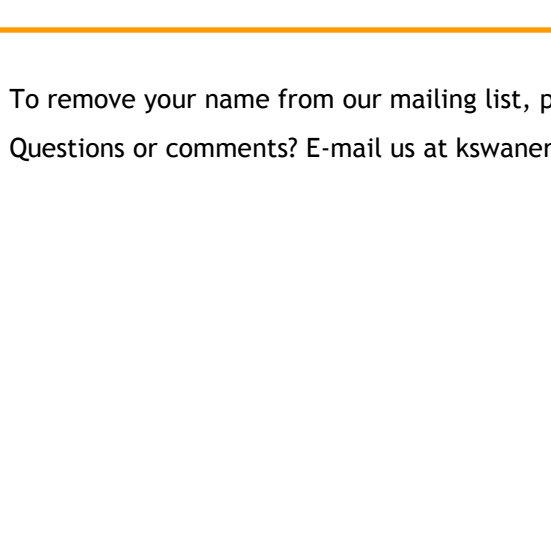 To remove your name from our mailing list, p
Questions or comments? E-mail us at kswaner